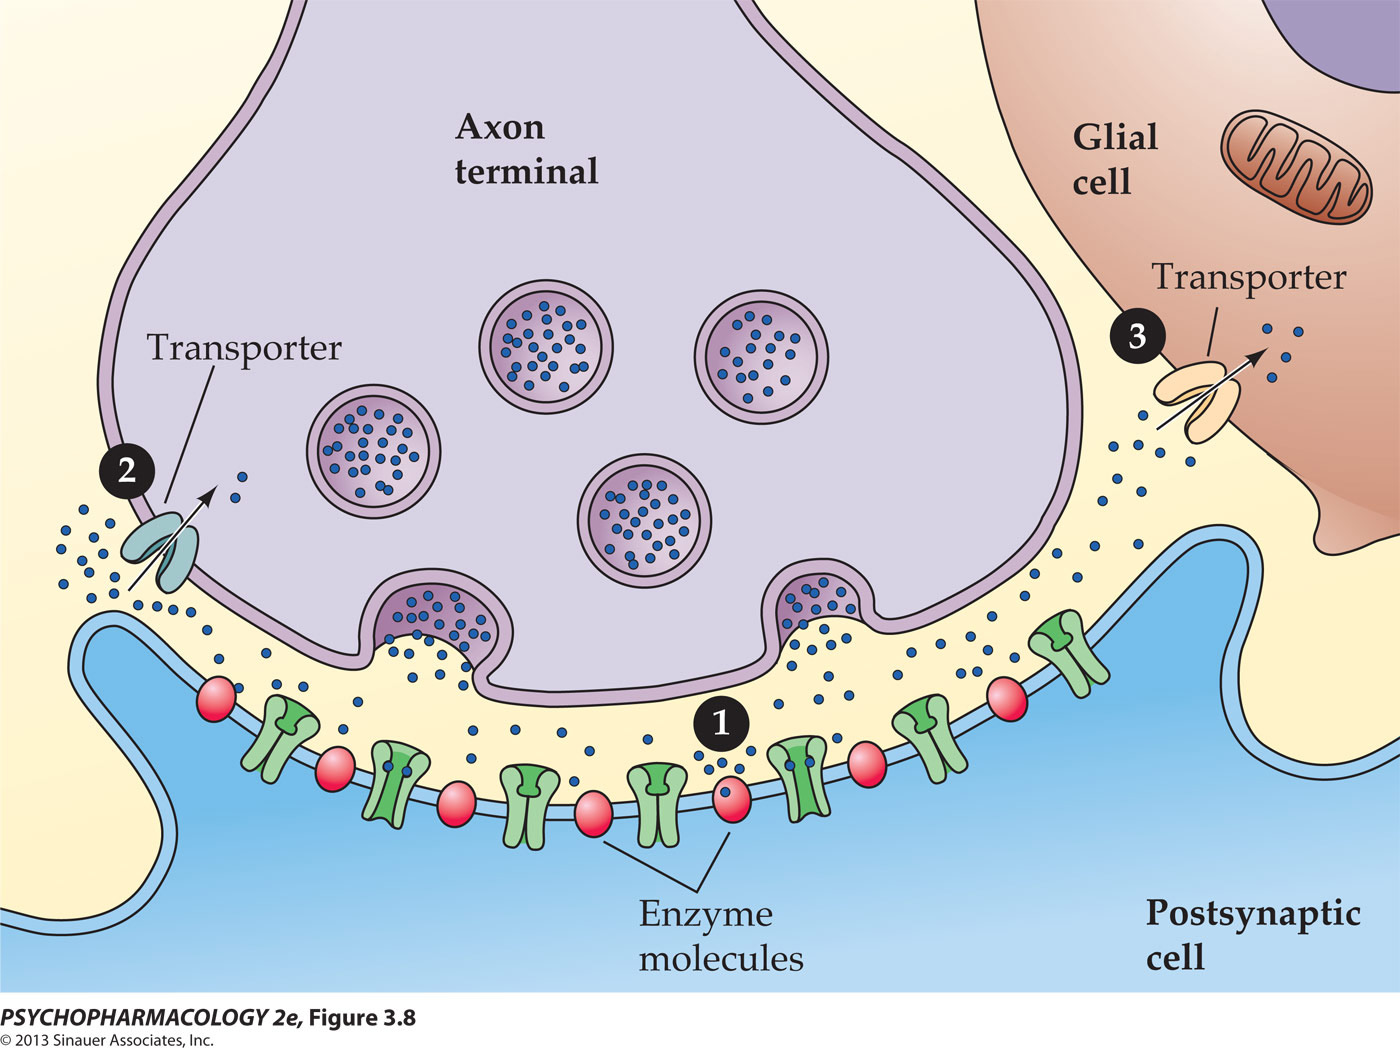 Axon
terminal
Glial
cell
Transporter
3
Transporter
2
1
Enzyme
molecules
Postsynaptic
cell
PSYCHOPHARMACOLOGY 2e, Figure 3.8
© 2013 Sinauer Associates, Inc.